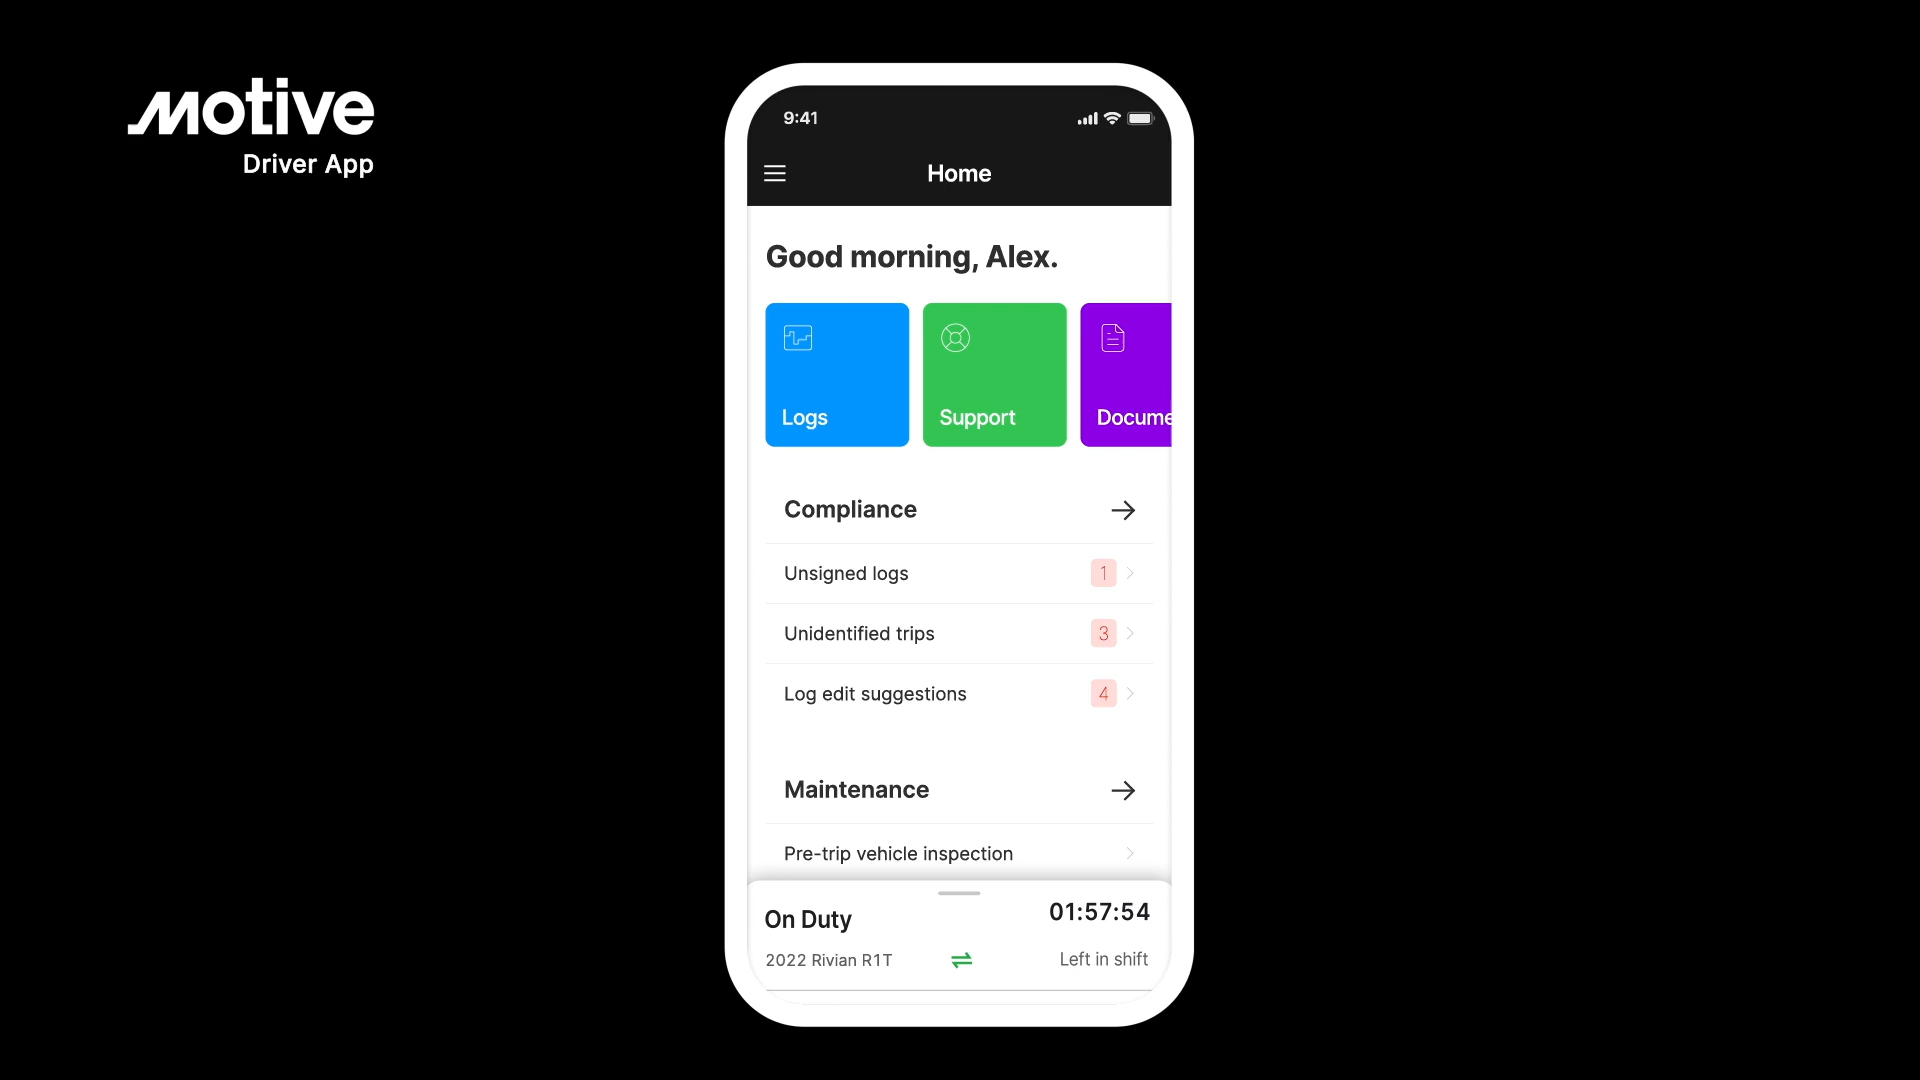 motive
Driver App
9:41
Home
Good morning, Alex.
Logs
Support
Docume
Compliance
Unsigned logs 1
Unidentified trips 3
Log edit suggestions 4
Maintenance
Pre-trip vehicle inspection
On Duty 01:57:54
2022 Rivian R1T Left in shift